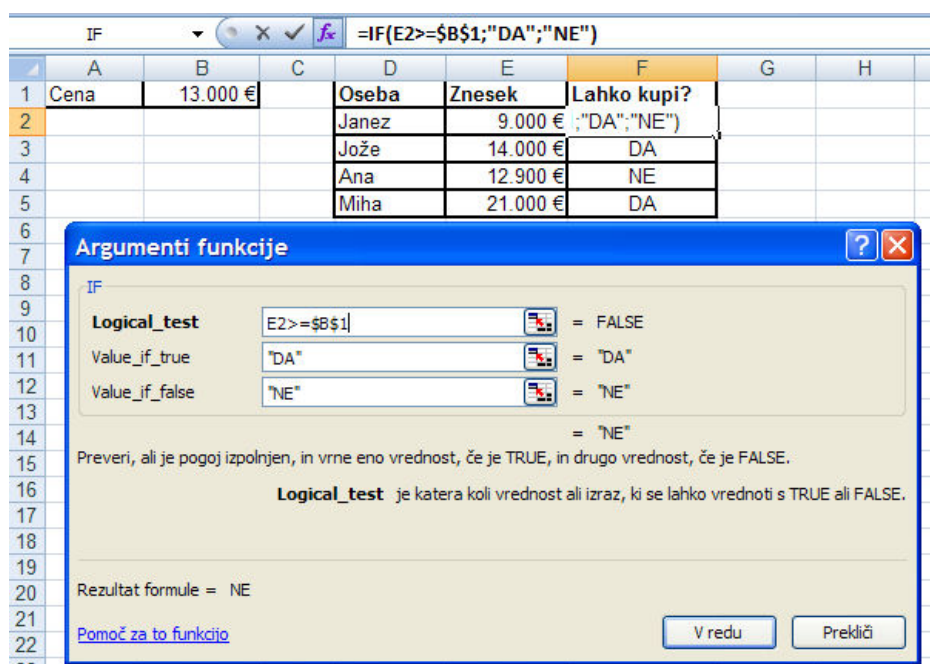 IF =IF(E2>=$B$1;"DA";"NE")
A B C D E F G H
1 Cena 13.000 € Oseba Znesek Lahko kupi?
2 Janez 9.000 € ;"DA";"NE")
3 Jože 14.000 € DA
4 Ana 12.900 € NE
5 Miha 21.000 € DA
6
7
8
9
10
11
12
13
14
15
16
17
18
19
20
21
22
Argumenti funkcije
IF
Logical_test E2>=$B$1 = FALSE
Value_if_true "DA" = "DA"
Value_if_false "NE" = "NE"
= "NE"
Preveri, ali je pogoj izpolnjen, in vrne eno vrednost, če je TRUE, in drugo vrednost, če je FALSE.
Logical_test je katera koli vrednost ali izraz, ki se lahko vrednoti s TRUE ali FALSE.
Rezultat formule = NE
Pomoč za to funkcijo V redu Prekliči